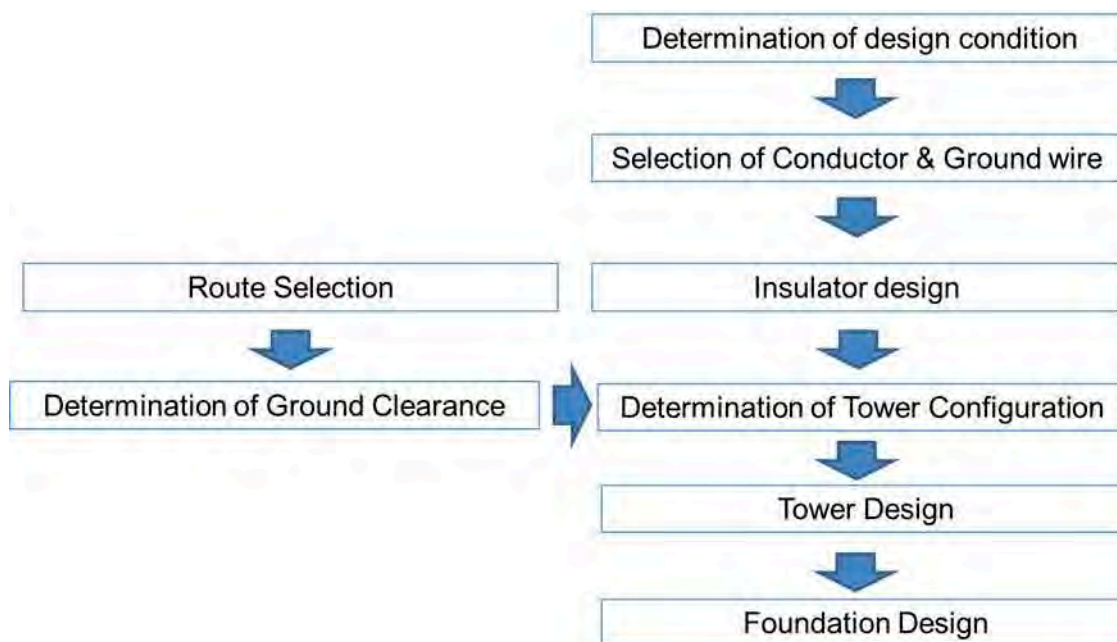 Determination of design condition
Selection of Conductor & Ground wire
Route Selection
Insulator design
Determination of Ground Clearance
Determination of Tower Configuration
Tower Design
Foundation Design